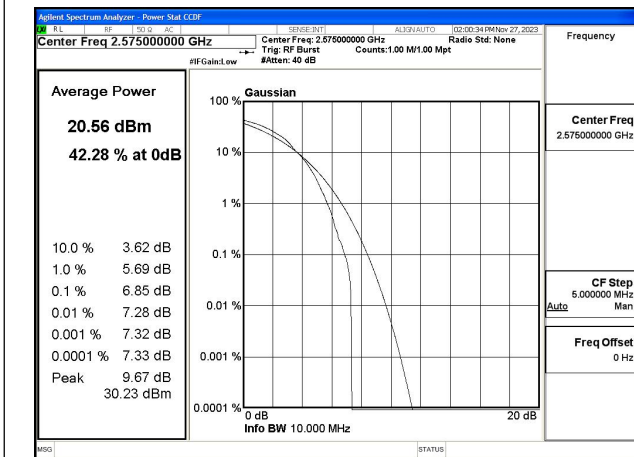 Agilent Spectrum Analyzer - Power Stat CCDF
RL RF 50 Ω AC SENSE:INT ALIGN AUTO 02:00:34 PM Nov 27, 2023
Center Freq 2.575000000 GHz
Center Freq: 2.575000000 GHz Radio Std: None
Trig: RF Burst Counts:1.00 M/1.00 Mpt
#IFGain:Low #Atten: 40 dB
Frequency
Average Power
20.56 dBm
42.28 % at 0dB
10.0 % 3.62 dB
1.0 % 5.69 dB
0.1 % 6.85 dB
0.01 % 7.28 dB
0.001 % 7.32 dB
0.0001 % 7.33 dB
Peak 9.67 dB
30.23 dBm
Gaussian
100 %
10 %
1 %
0.1 %
0.01 %
0.001 %
0.0001 %
0 dB 20 dB
Info BW 10.000 MHz
Center Freq
2.575000000 GHz
CF Step
5.000000 MHz
Auto Man
Freq Offset
0 Hz
MSG STATUS